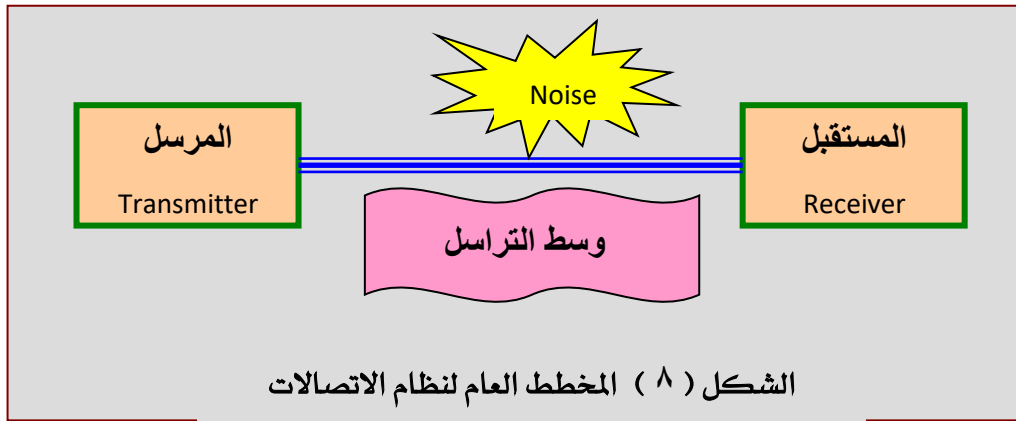 Noise
المرسل
Transmitter
المستقبل
Receiver
وسط التراسل
الشكل ( ٨ ) المخطط العام لنظام الاتصالات